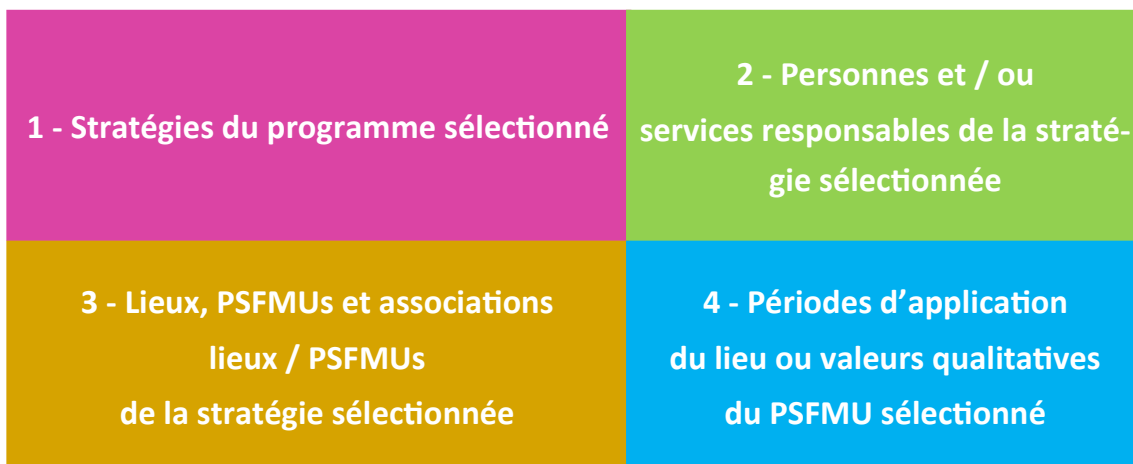 1 - Stratégies du programme sélectionné
2 - Personnes et / ou
services responsables de la straté-
gie sélectionnée
3 - Lieux, PSFMUs et associations
lieux / PSFMUs
de la stratégie sélectionnée
4 - Périodes d’application
du lieu ou valeurs qualitatives
du PSFMU sélectionné